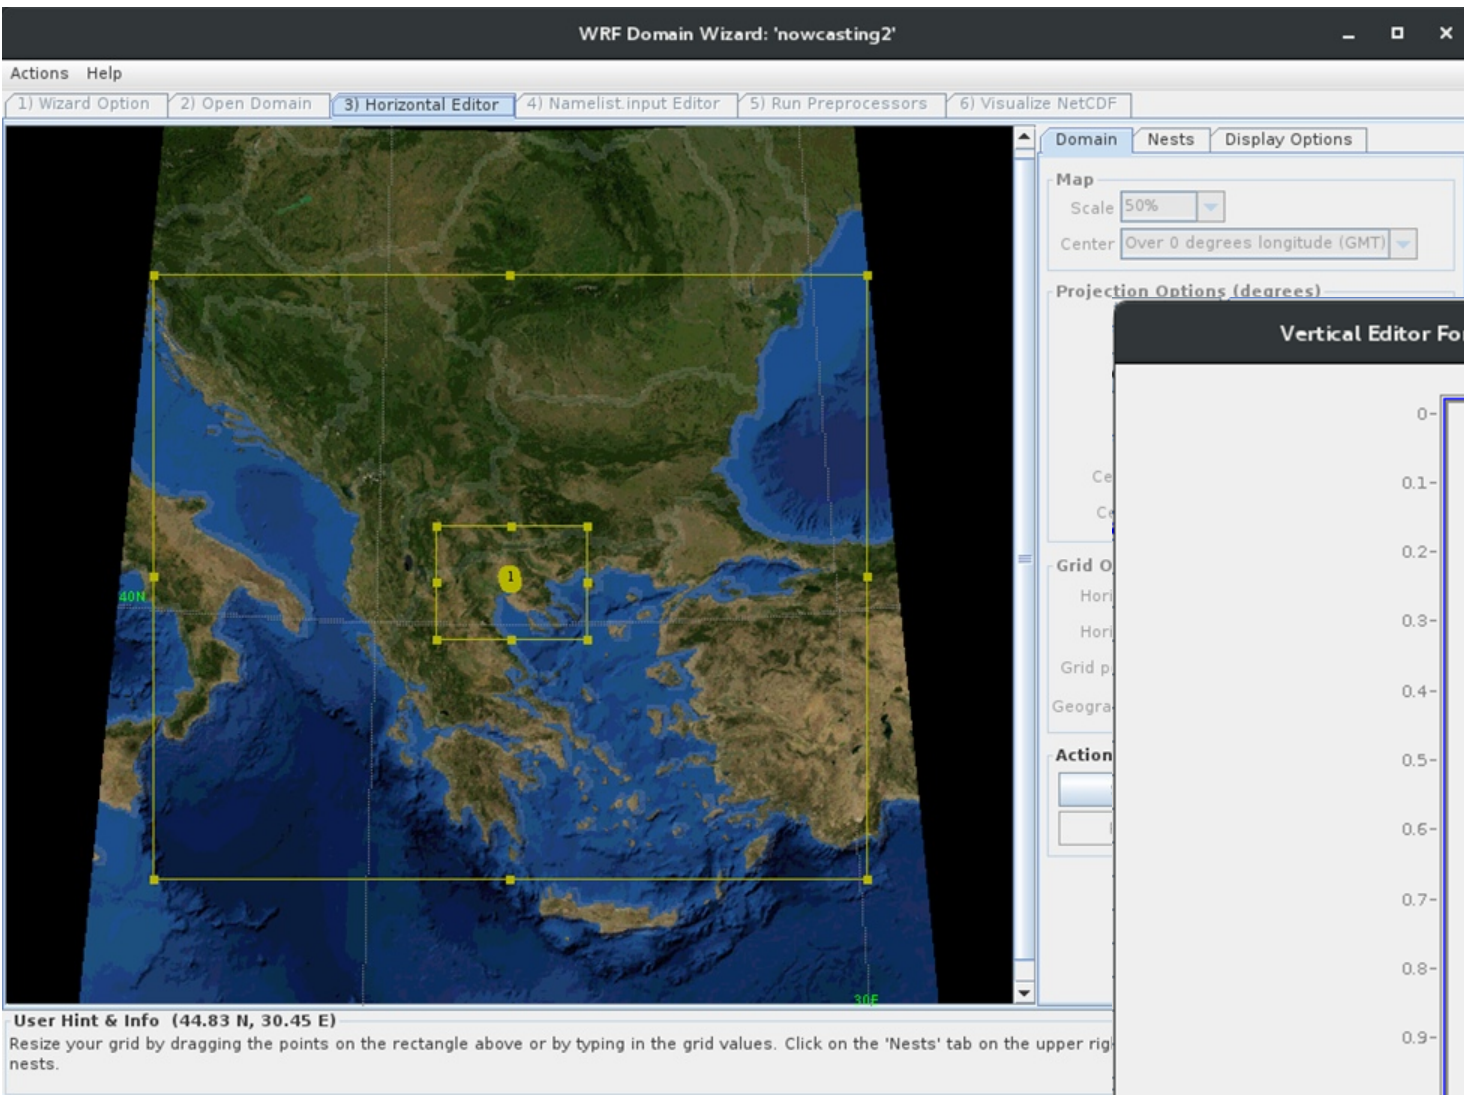 WRF Domain Wizard: 'nowcasting2'
Actions Help
1) Wizard Option 2) Open Domain 3) Horizontal Editor 4) Namelist.input Editor 5) Run Preprocessors 6) Visualize NetCDF
Domain Nests Display Options
Map
Scale 50%
Center Over 0 degrees longitude (GMT)
Projection Options (degrees)
Vertical Editor Fo
0
0.1
0.2
0.3
0.4
0.5
0.6
0.7
0.8
0.9
Ce
Ce
Grid O
Hori
Hori
Grid p
Geogra
Action
1
40N
30E
User Hint & Info (44.83 N, 30.45 E)
Resize your grid by dragging the points on the rectangle above or by typing in the grid values. Click on the 'Nests' tab on the upper rig
nests.